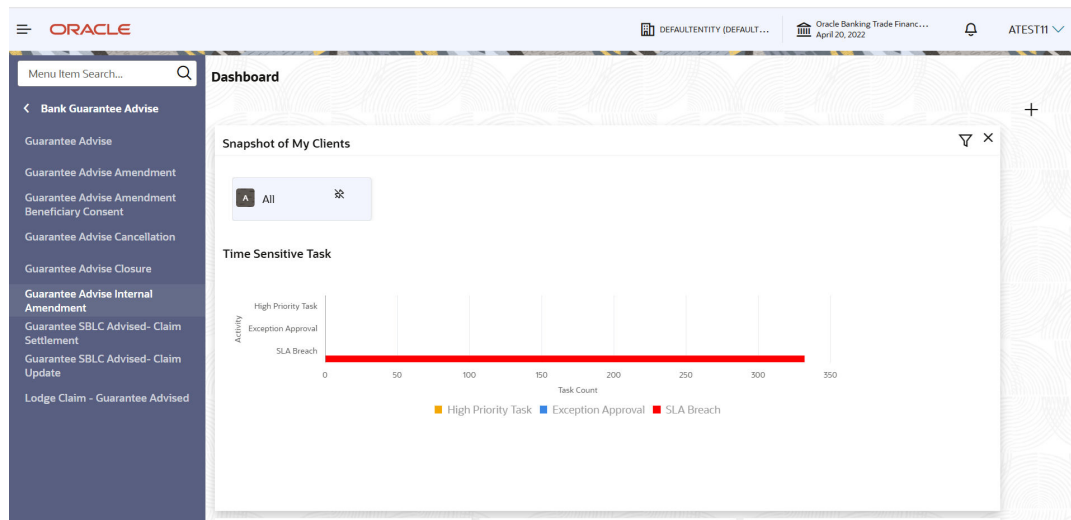 ORACLE
DEFAULTENTITY (DEFAULT...
Oracle Banking Trade Financ...
April 20, 2022
ATEST11
Menu Item Search...
Bank Guarantee Advise
Guarantee Advise
Guarantee Advise Amendment
Guarantee Advise Amendment
Beneficiary Consent
Guarantee Advise Cancellation
Guarantee Advise Closure
Guarantee Advise Internal
Amendment
Guarantee SBLC Advised- Claim
Settlement
Guarantee SBLC Advised- Claim
Update
Lodge Claim - Guarantee Advised
Dashboard
Snapshot of My Clients
A All
Time Sensitive Task
Activity
High Priority Task
Exception Approval
SLA Breach
0 50 100 150 200 250 300 350
Task Count
High Priority Task Exception Approval SLA Breach